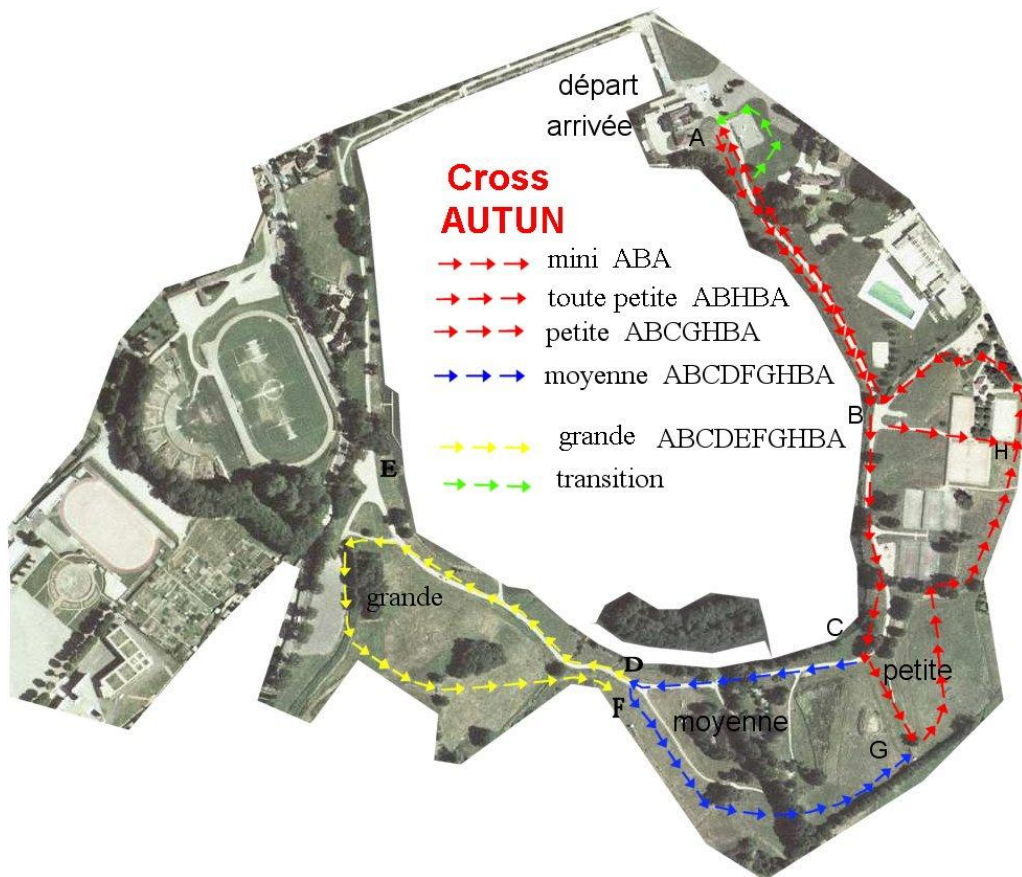 départ
arrivée
A
Cross
AUTUN
mini ABA
toute petite ABHBA
petite ABCGHBA
moyenne ABCDFGHBA
grande ABCDEFGHBA
transition
B
H
E
grande
C
D
petite
F
moyenne
G